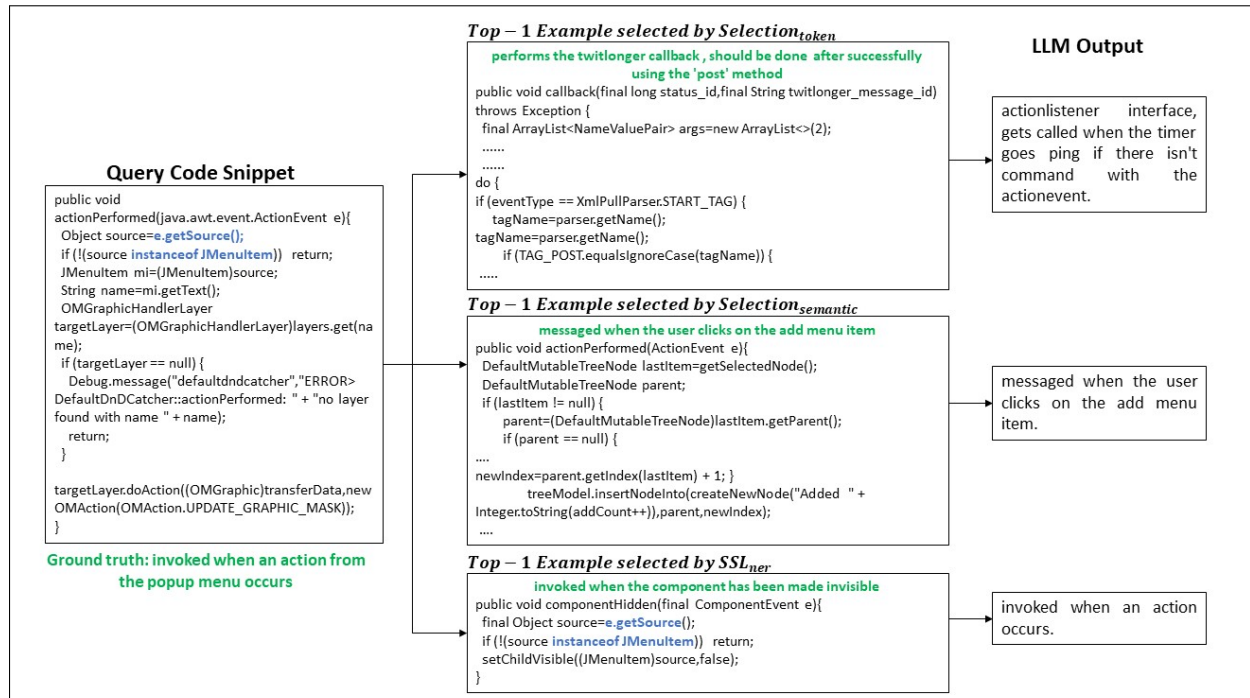 Query Code Snippet
public void
actionPerformed(java.awt.event.ActionEvent e){
Object source=e.getSource();
if (!(source instanceof JMenuItem)) return;
JMenuItem mi=(JMenuItem)source;
String name=mi.getText();
OMGraphicHandlerLayer
targetLayer=(OMGraphicHandlerLayer)layers.get(na
me);
if (targetLayer == null) {
Debug.message("defaultdndcatcher","ERROR>
DefaultDnDCatcher::actionPerformed: " + "no layer
found with name " + name);
return;
}
targetLayer.doAction((OMGraphic)transferData,new
OMAction(OMAction.UPDATE_GRAPHIC_MASK));
}
Ground truth: invoked when an action from
the popup menu occurs
Top − 1 Example selected by Selection_token
performs the twitlonger callback , should be done after successfully
using the 'post' method
public void callback(final long status_id,final String twitlonger_message_id)
throws Exception {
final ArrayList<NameValuePair> args=new ArrayList<>(2);
......
......
do {
if (eventType == XmlPullParser.START_TAG) {
tagName=parser.getName();
tagName=parser.getName();
if (TAG_POST.equalsIgnoreCase(tagName)) {
.....
Top − 1 Example selected by Selection_semantic
messaged when the user clicks on the add menu item
public void actionPerformed(ActionEvent e){
DefaultMutableTreeNode lastItem=getSelectedNode();
DefaultMutableTreeNode parent;
if (lastItem != null) {
parent=(DefaultMutableTreeNode)lastItem.getParent();
if (parent == null) {
....
newIndex=parent.getIndex(lastItem) + 1; }
treeModel.insertNodeInto(createNewNode("Added " +
Integer.toString(addCount++)),parent,newIndex);
....
Top − 1 Example selected by SSL_ner
invoked when the component has been made invisible
public void componentHidden(final ComponentEvent e){
final Object source=e.getSource();
if (!(source instanceof JMenuItem)) return;
setChildVisible((JMenuItem)source,false);
}
LLM Output
actionlistener interface,
gets called when the timer
goes ping if there isn't
command with the
actionevent.
messaged when the user
clicks on the add menu
item.
invoked when an action
occurs.